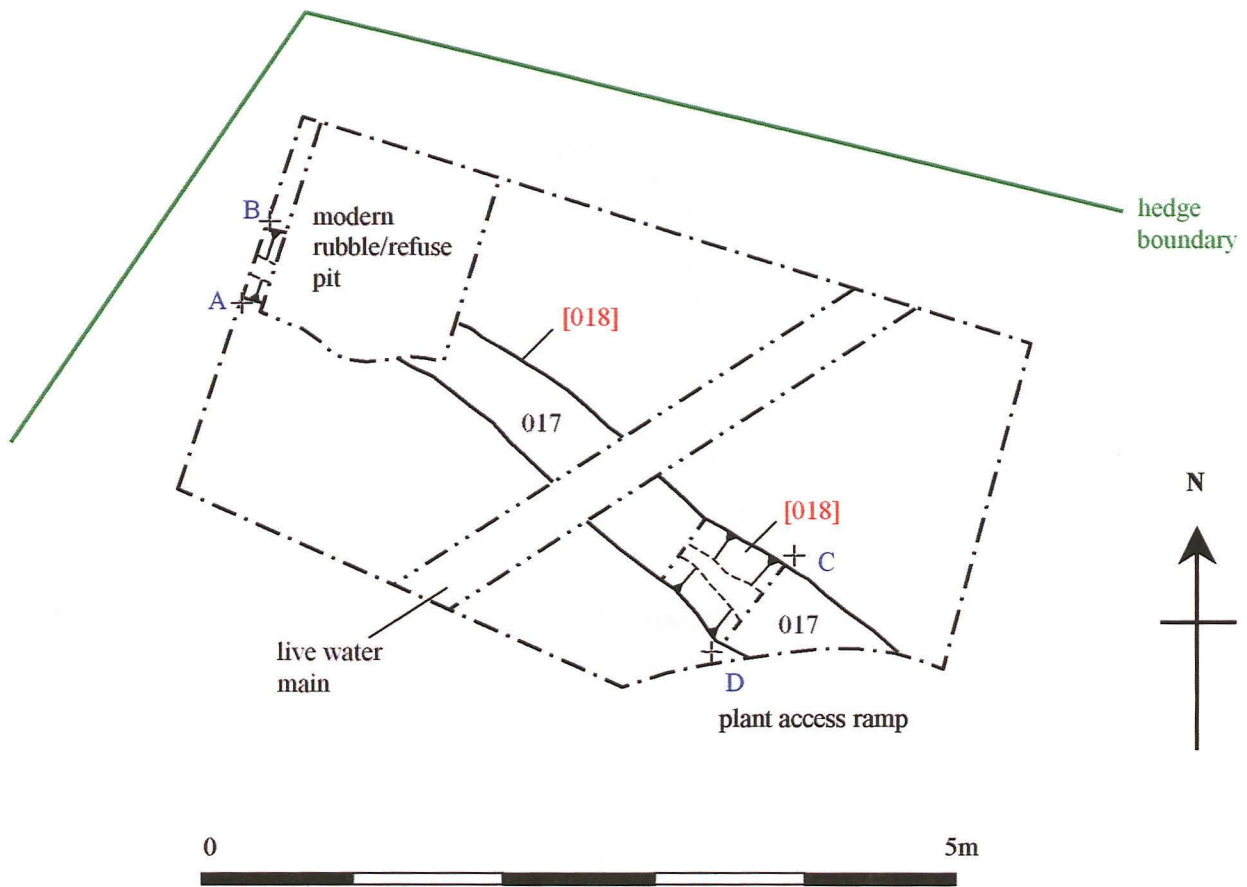 hedge
boundary
B
modern
rubble/refuse
pit
A
[018]
017
N
[018]
C
017
live water
main
D
plant access ramp
0
5m